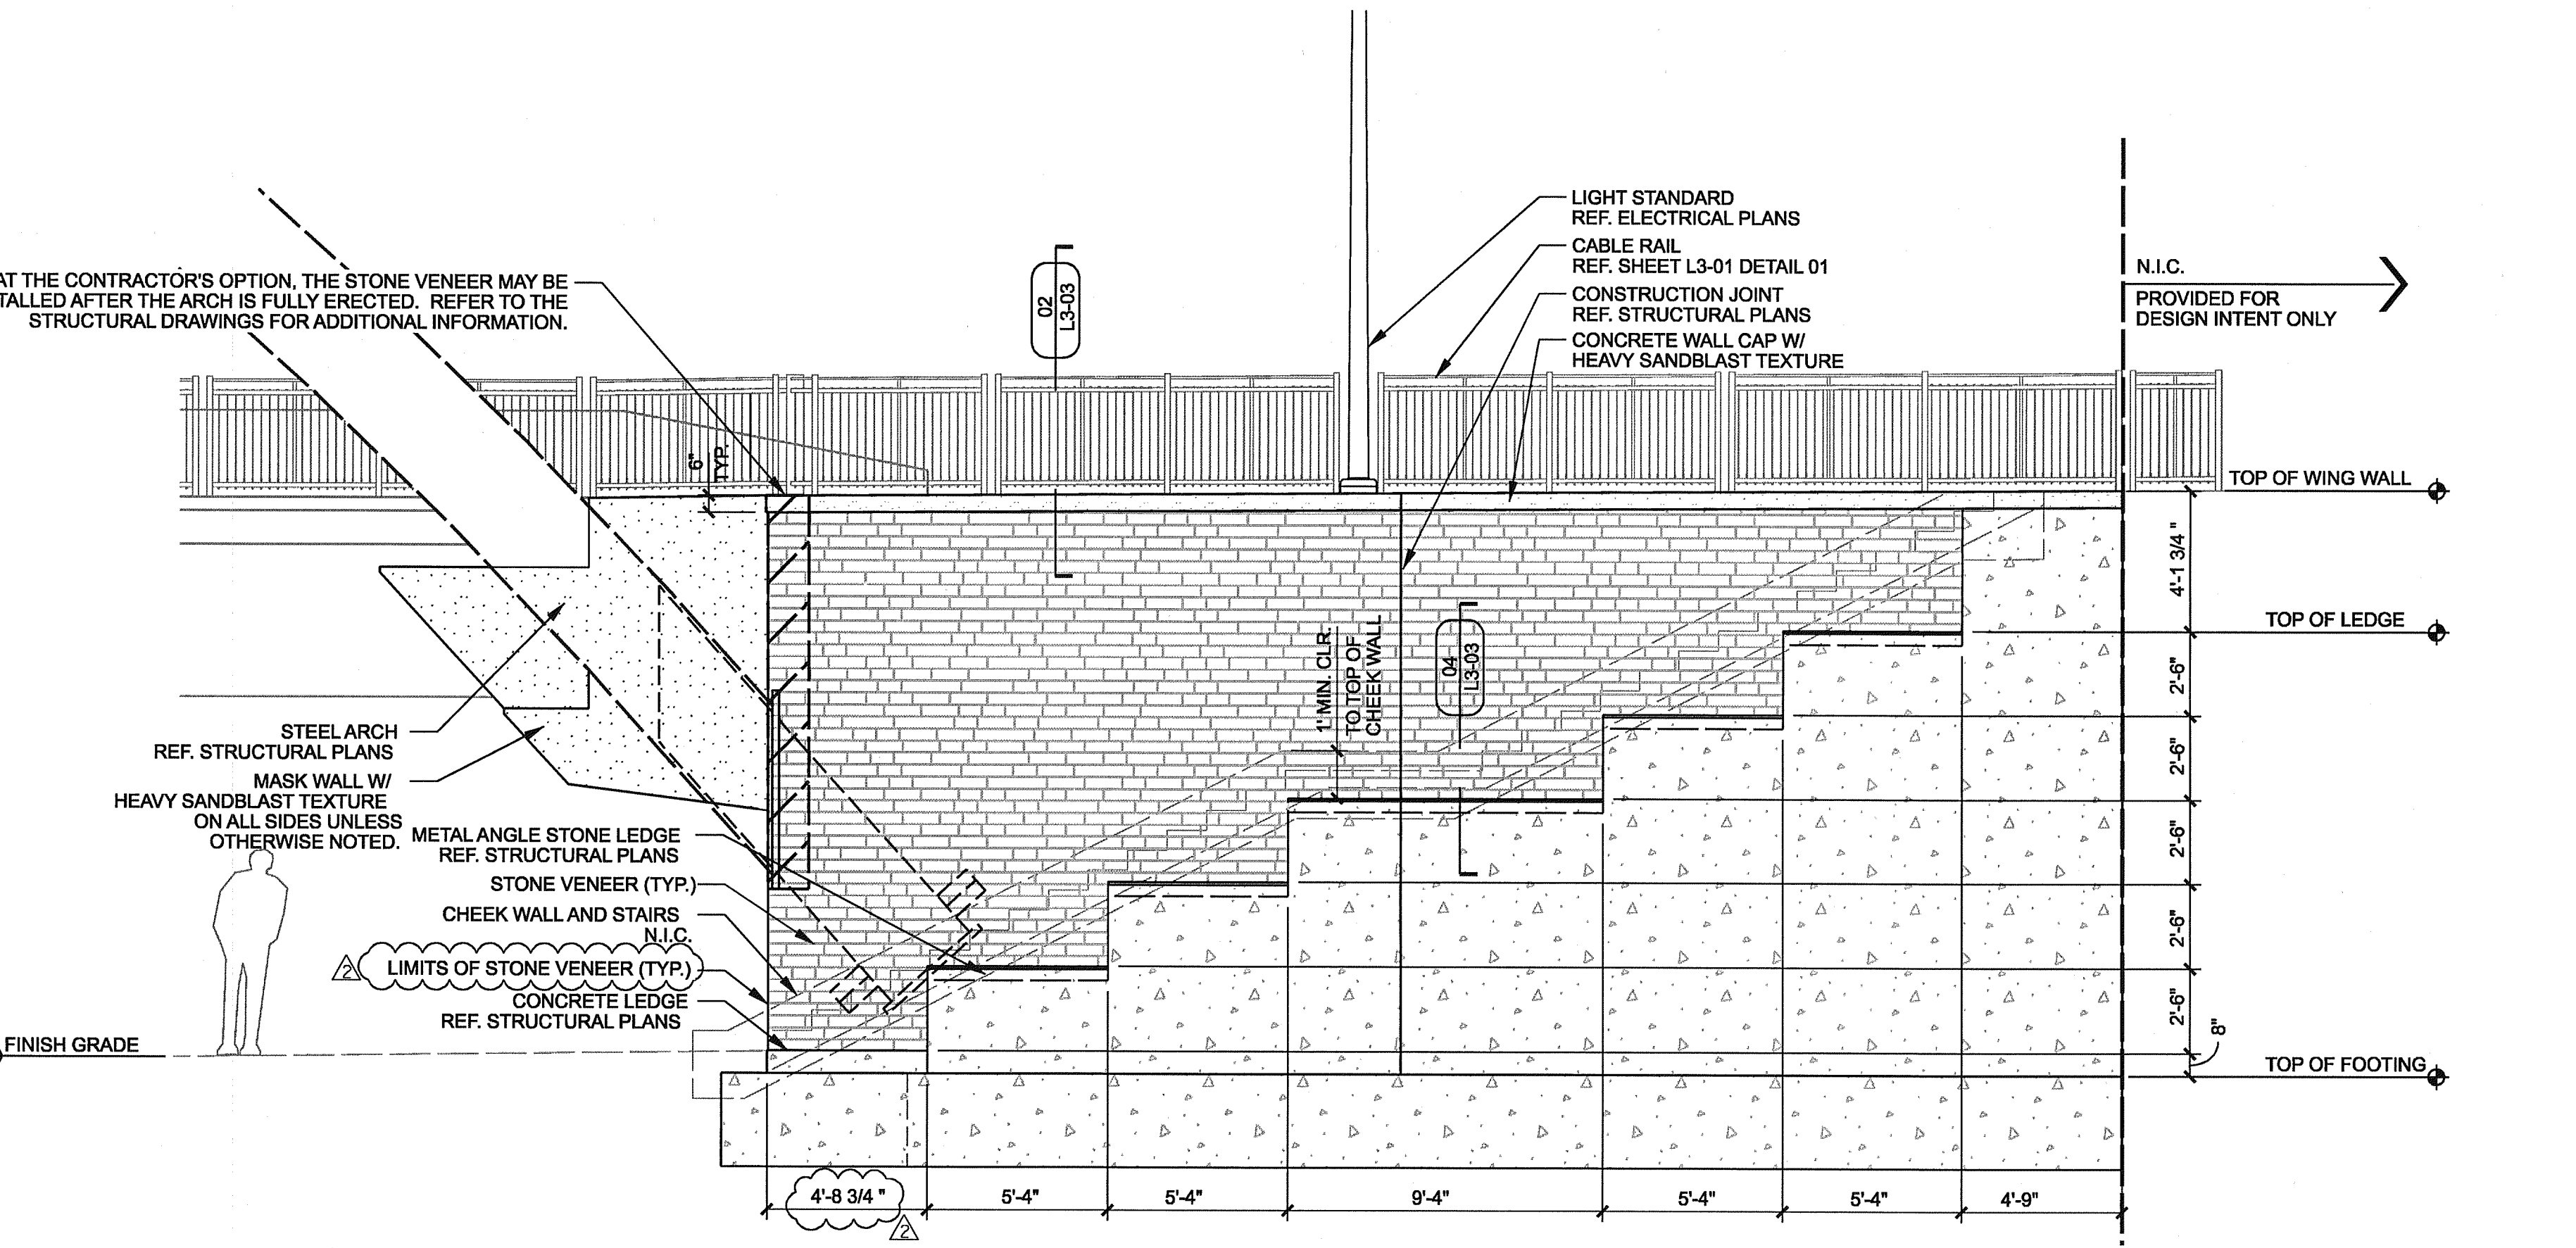 LIGHT STANDARD
REF. ELECTRICAL PLANS
CABLE RAIL
REF. SHEET L3-01 DETAIL 01
CONSTRUCTION JOINT
REF. STRUCTURAL PLANS
CONCRETE WALL CAP W/
HEAVY SANDBLAST TEXTURE
N.I.C.
PROVIDED FOR
DESIGN INTENT ONLY
AT THE CONTRACTOR'S OPTION, THE STONE VENEER MAY BE
TALLED AFTER THE ARCH IS FULLY ERECTED. REFER TO THE
STRUCTURAL DRAWINGS FOR ADDITIONAL INFORMATION.
02
L3-03
6"
TYP.
TOP OF WING WALL
4'-1 3/4 "
TOP OF LEDGE
2'-6"
2'-6"
2'-6"
2'-6"
2'-6"
8"
TOP OF FOOTING
1' MIN. CLR.
TO TOP OF
CHEEK WALL
04
L3-03
STEEL ARCH
REF. STRUCTURAL PLANS
MASK WALL W/
HEAVY SANDBLAST TEXTURE
ON ALL SIDES UNLESS
OTHERWISE NOTED.
METAL ANGLE STONE LEDGE
REF. STRUCTURAL PLANS
STONE VENEER (TYP.)
CHEEK WALL AND STAIRS
N.I.C.
2
LIMITS OF STONE VENEER (TYP.)
CONCRETE LEDGE
REF. STRUCTURAL PLANS
FINISH GRADE
4'-8 3/4 "
5'-4"
5'-4"
9'-4"
5'-4"
5'-4"
4'-9"
2